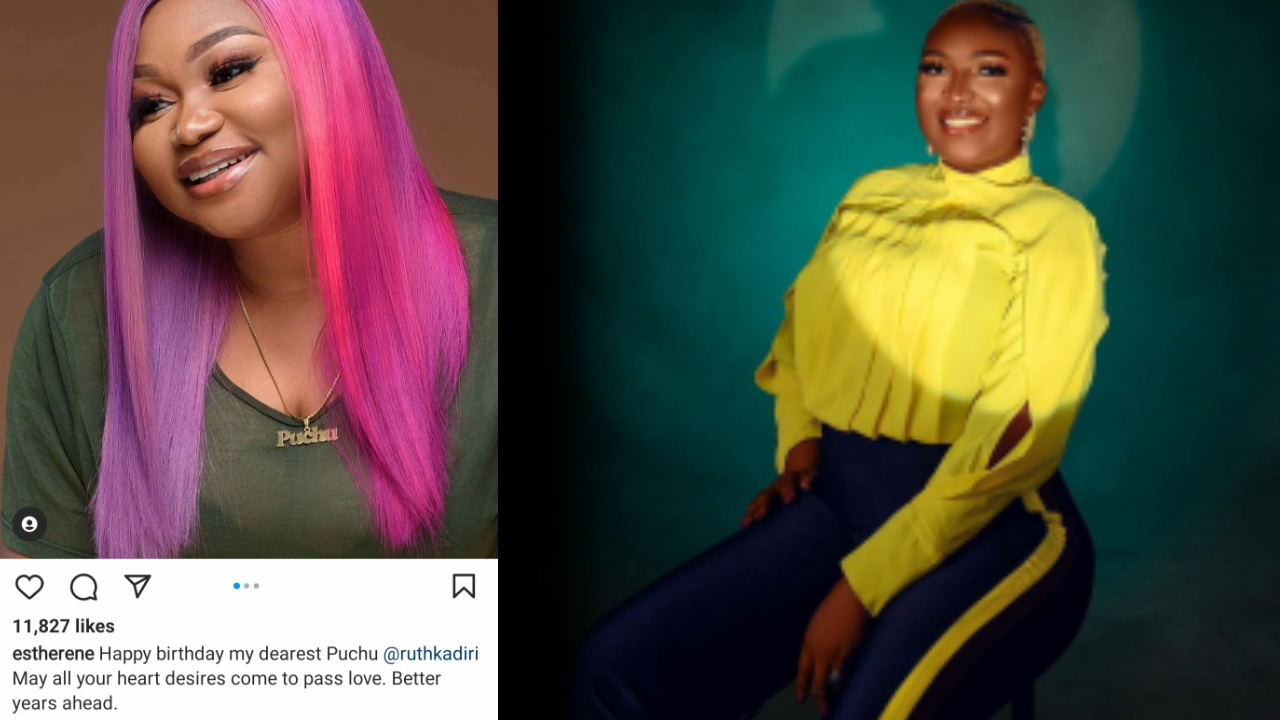 Puchu
11,827 likes
estherene Happy birthday my dearest Puchu @ruthkadiri
May all your heart desires come to pass love. Better
years ahead.